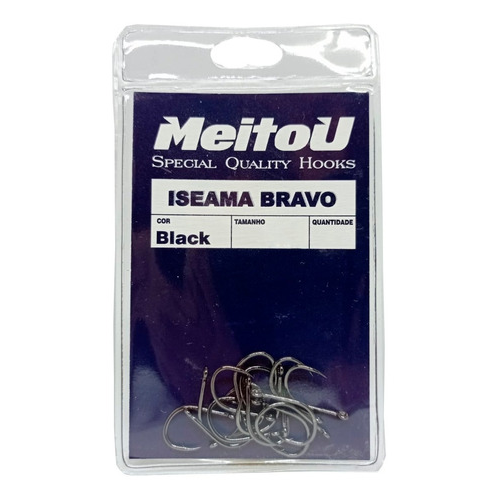 MeitoU
SPECIAL QUALITY HOOKS
ISEAMA BRAVO
COR TAMANHO QUANTIDADE
Black